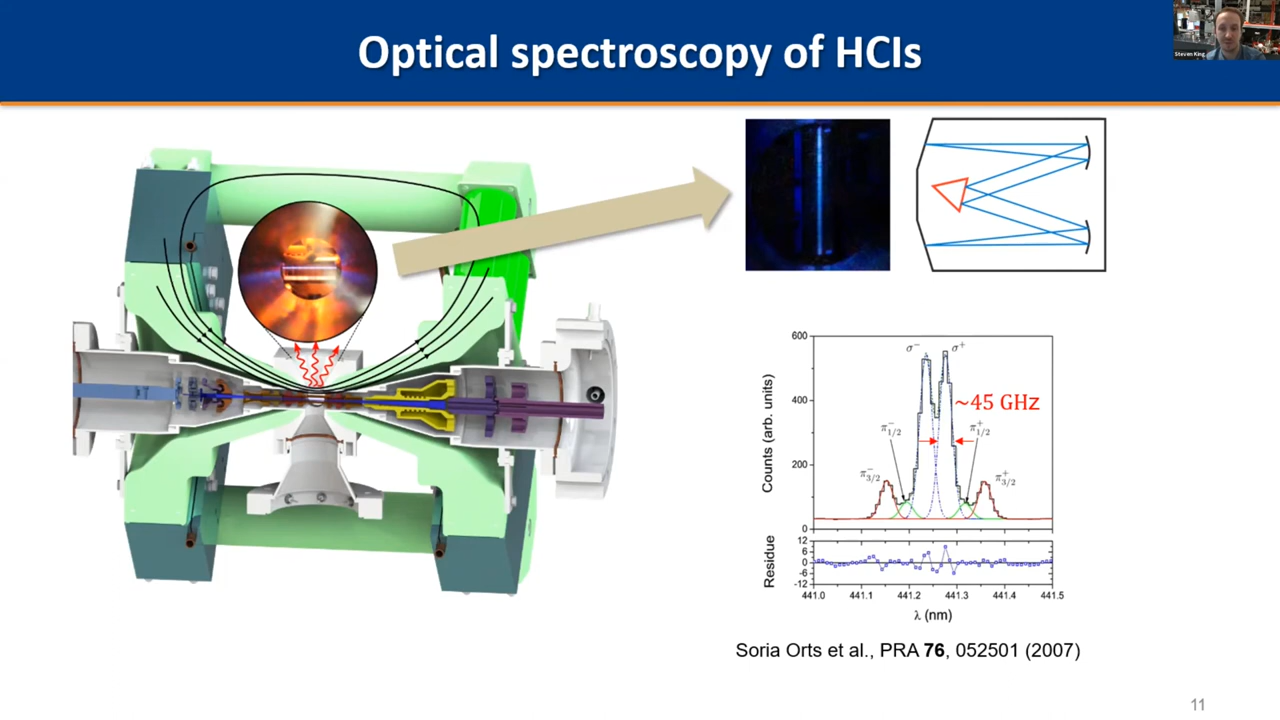 Optical spectroscopy of HCIs
Steven King
600
400
200
0
Counts (arb. units)
σ⁻
σ⁺
~45 GHz
π⁻1/2
π⁺1/2
π⁻3/2
π⁺3/2
12
6
0
-6
-12
Residue
441.0 441.1 441.2 441.3 441.4 441.5
λ (nm)
Soria Orts et al., PRA 76, 052501 (2007)
11